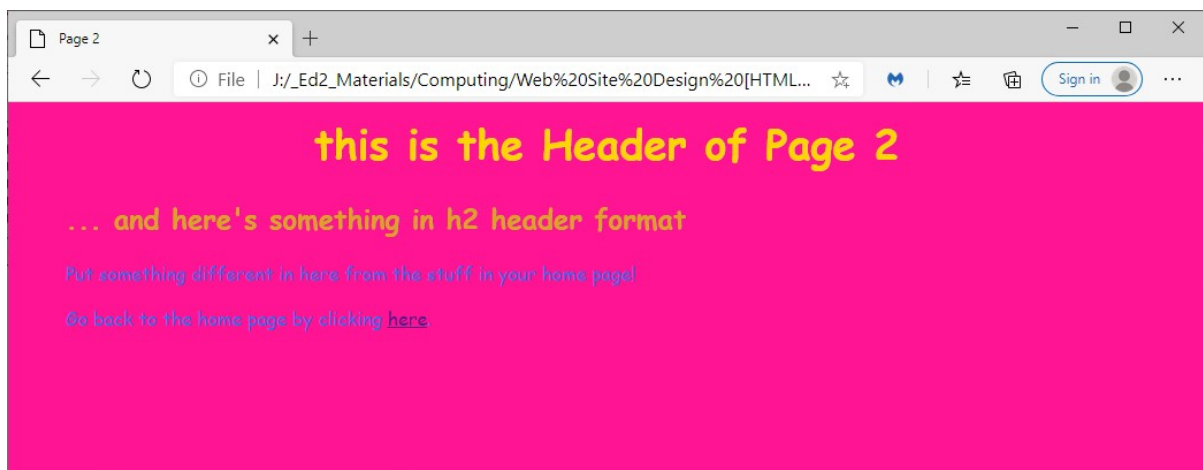 Page 2
File | J:/_Ed2_Materials/Computing/Web%20Site%20Design%20[HTML...
Sign in
this is the Header of Page 2
... and here's something in h2 header format
Put something different in here from the stuff in your home page!
Go back to the home page by clicking here